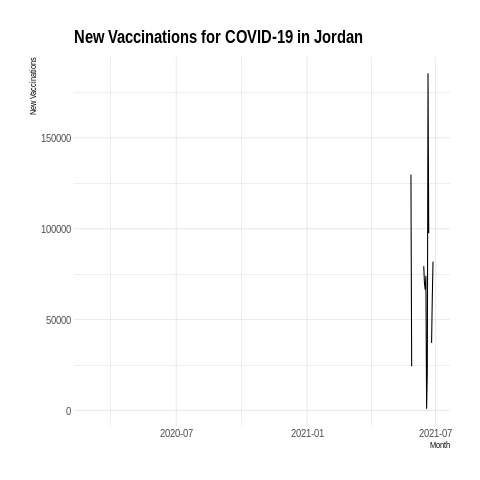 New Vaccinations for COVID-19 in Jordan
New Vaccinations
150000
100000
50000
0
2020-07 2021-01 2021-07
Month